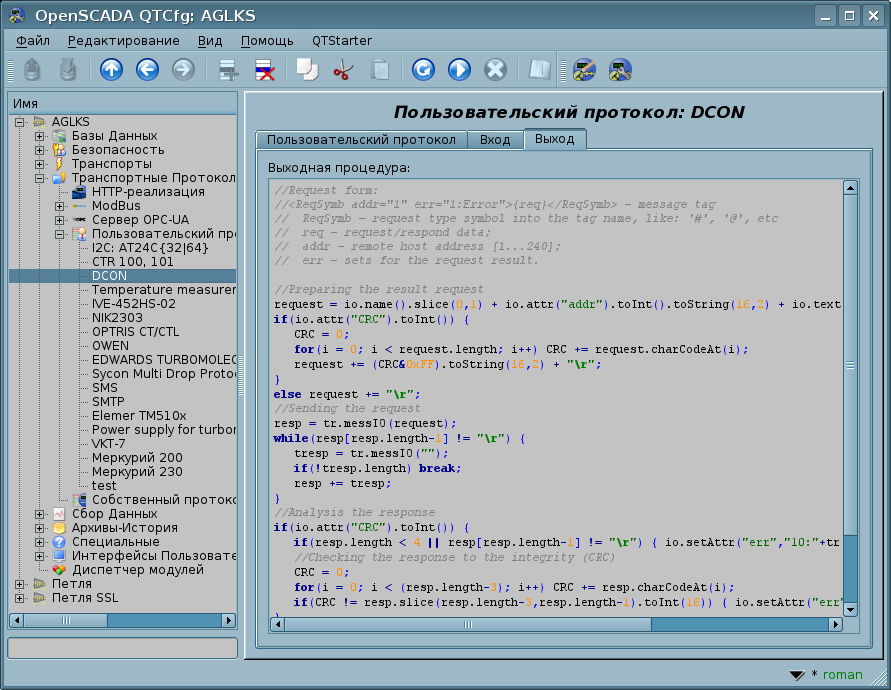 OpenSCADA QTCfg: AGLKS
Файл Редактирование Вид Помощь QTStarter
Имя
AGLKS
Базы Данных
Безопасность
Транспорты
Транспортные Протокол
HTTP-реализация
ModBus
Сервер OPC-UA
Пользовательский пр
I2C: AT24C{32|64}
CTR 100, 101
DCON
Temperature measurer
IVE-452HS-02
NIK2303
OPTRIS CT/CTL
OWEN
EDWARDS TURBOMOLEC
Sycon Multi Drop Proto
SMS
SMTP
Elemer TM510x
Power supply for turbor
VKT-7
Меркурий 200
Меркурий 230
test
Собственный протоко
Сбор Данных
Архивы-История
Специальные
Интерфейсы Пользовате
Диспетчер модулей
Петля
Петля SSL
Пользовательский протокол: DCON
Пользовательский протокол Вход Выход
Выходная процедура:
//Request form:
//<ReqSymb addr="1" err="1:Error">{req}</ReqSymb> - message tag
//  ReqSymb - request type symbol into the tag name, like: '#', '@', etc
//  req - request/respond data;
//  addr - remote host address [1...240];
//  err - sets for the request result.
//Preparing the result request
request = io.name().slice(0,1) + io.attr("addr").toInt().toString(16,2) + io.text
if(io.attr("CRC").toInt()) {
CRC = 0;
for(i = 0; i < request.length; i++) CRC += request.charCodeAt(i);
request += (CRC&0xFF).toString(16,2) + "\r";
}
else request += "\r";
//Sending the request
resp = tr.messIO(request);
while(resp[resp.length-1] != "\r") {
tresp = tr.messIO("");
if(!tresp.length) break;
resp += tresp;
}
//Analysis the response
if(io.attr("CRC").toInt()) {
if(resp.length < 4 || resp[resp.length-1] != "\r") { io.setAttr("err","10:"+tr
//Checking the response to the integrity (CRC)
CRC = 0;
for(i = 0; i < (resp.length-3); i++) CRC += resp.charCodeAt(i);
if(CRC != resp.slice(resp.length-3,resp.length-1).toInt(16)) { io.setAttr("err"
* roman